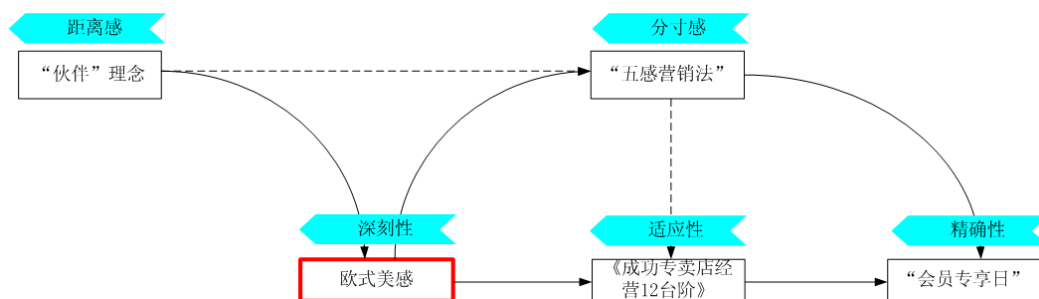 距离感
分寸感
“伙伴”理念
“五感营销法”
深刻性
适应性
精确性
欧式美感
《成功专卖店经
营12台阶》
“会员专享日”